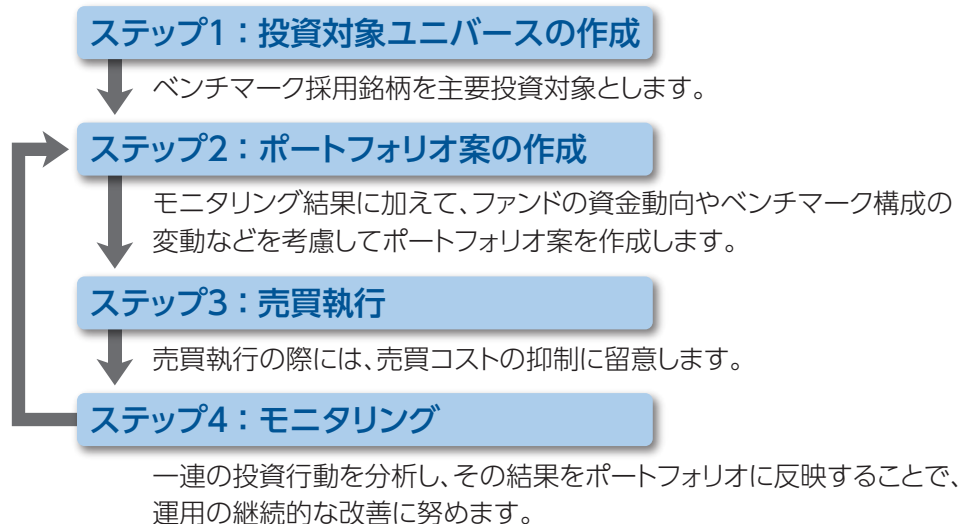 ステップ1：投資対象ユニバースの作成
ベンチマーク採用銘柄を主要投資対象とします。
ステップ2：ポートフォリオ案の作成
モニタリング結果に加えて、ファンドの資金動向やベンチマーク構成の
変動などを考慮してポートフォリオ案を作成します。
ステップ3：売買執行
売買執行の際には、売買コストの抑制に留意します。
ステップ4：モニタリング
一連の投資行動を分析し、その結果をポートフォリオに反映することで、
運用の継続的な改善に努めます。